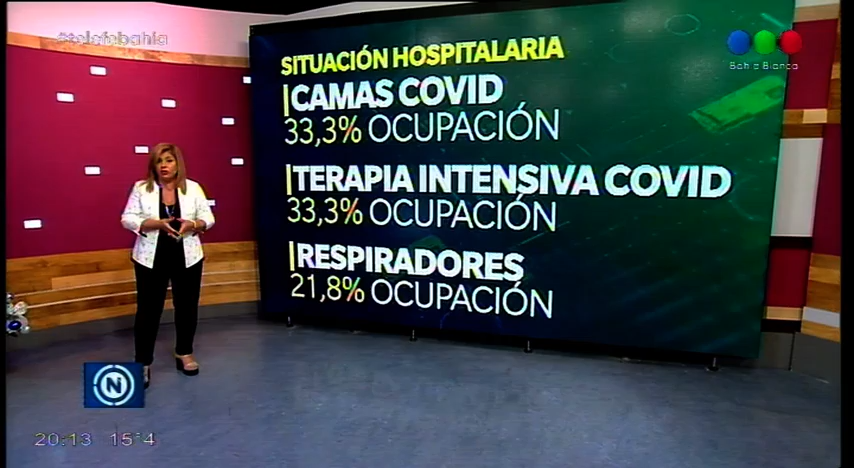 #telefebahia
Bahía Blanca
SITUACIÓN HOSPITALARIA
CAMAS COVID
33,3% OCUPACIÓN
TERAPIA INTENSIVA COVID
33,3% OCUPACIÓN
RESPIRADORES
21,8% OCUPACIÓN
N
20:13 15°4